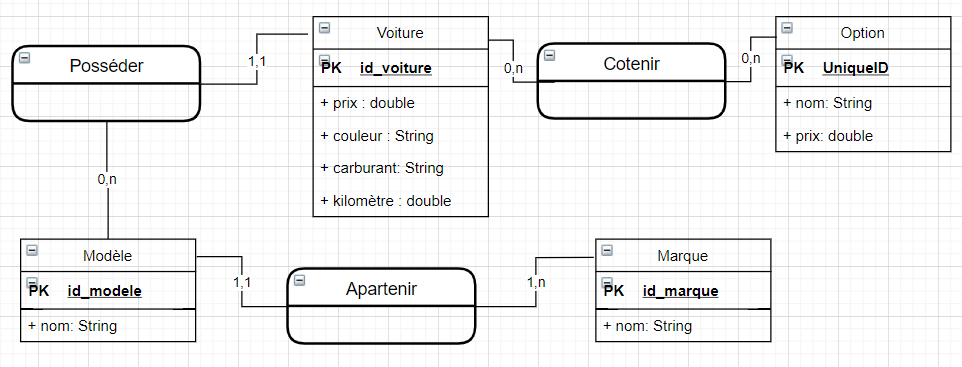 Posséder
1,1
Voiture
PK id_voiture
+ prix : double
+ couleur : String
+ carburant: String
+ kilomètre : double
0,n
Cotenir
0,n
Option
PK UniqueID
+ nom: String
+ prix: double
0,n
Modèle
PK id_modele
+ nom: String
1,1
Apartenir
1,n
Marque
PK id_marque
+ nom: String